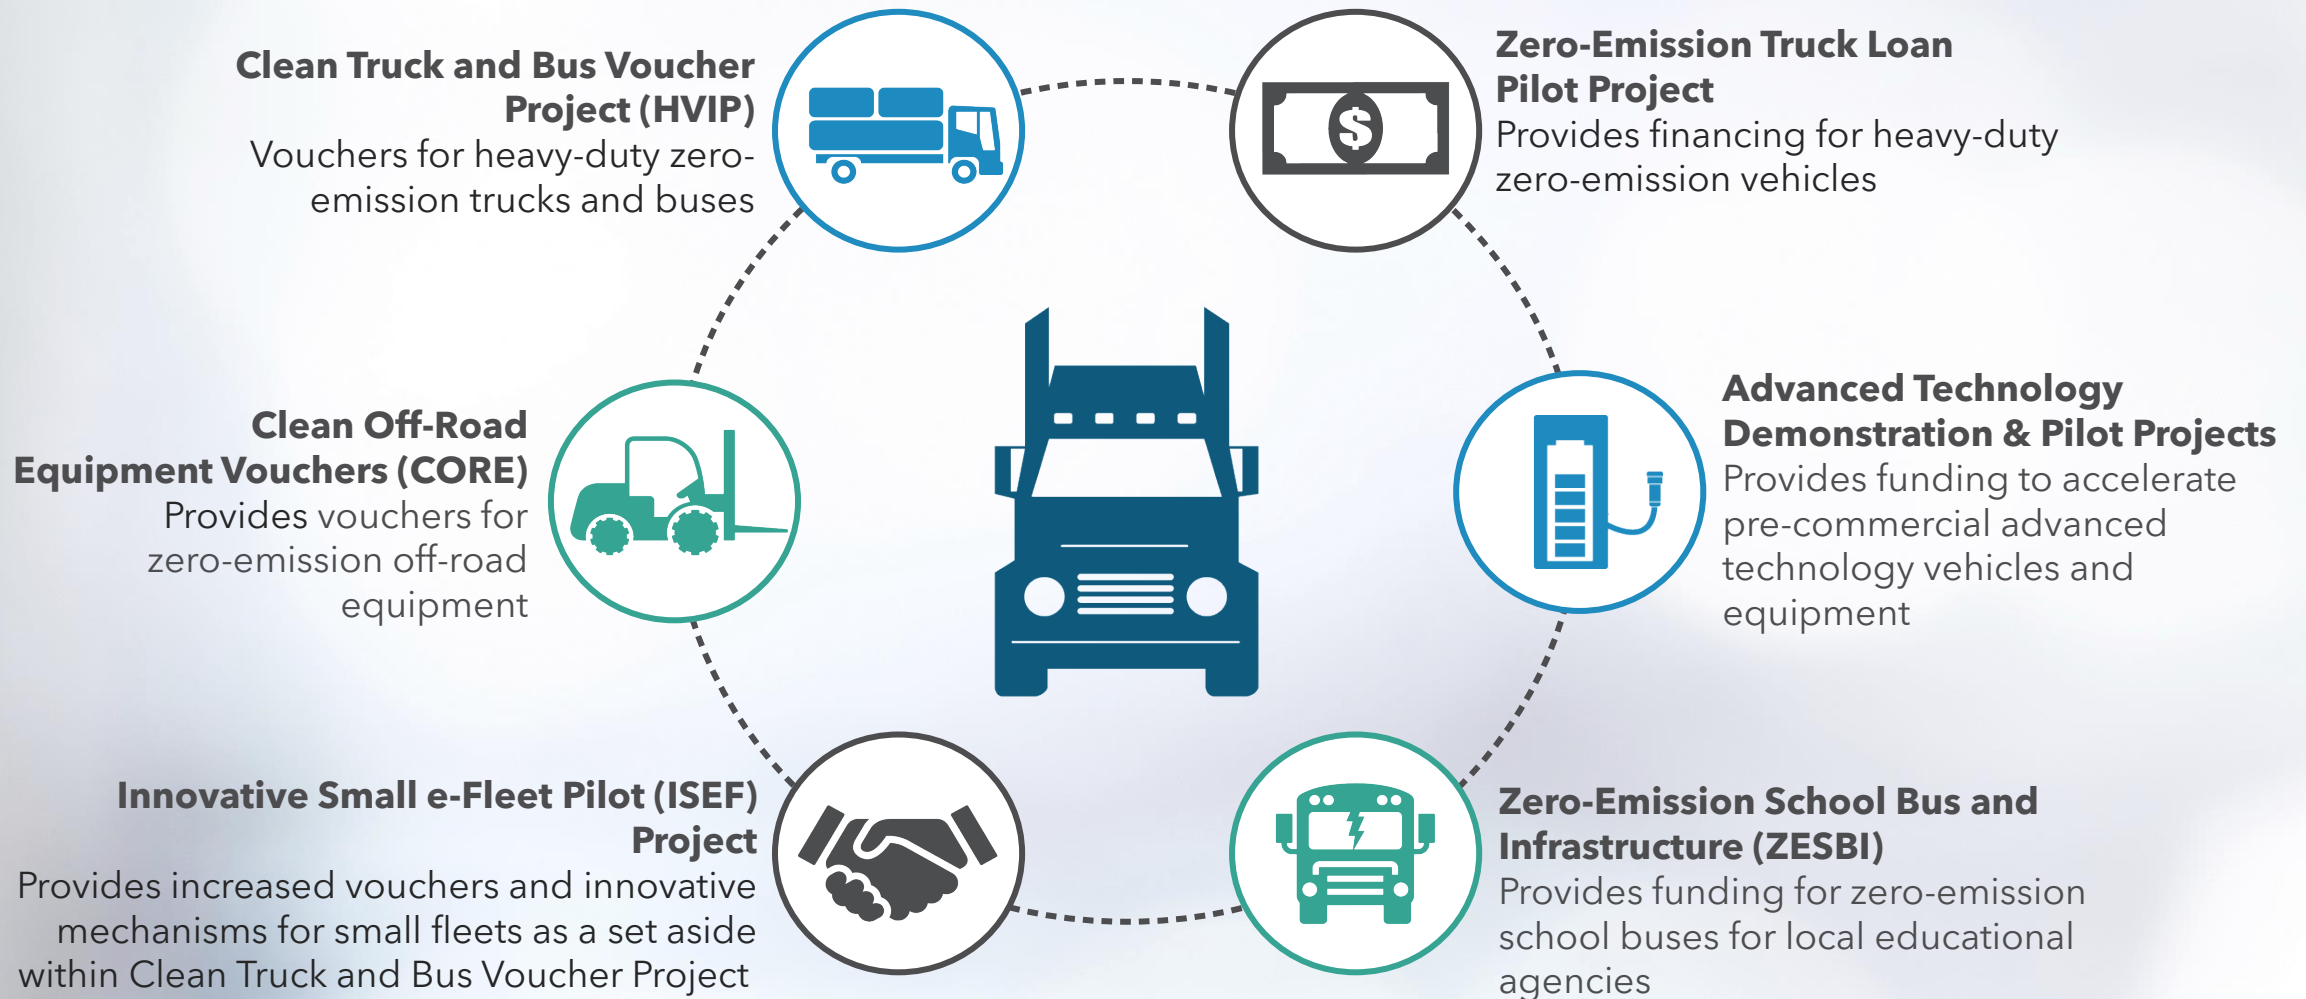 Clean Truck and Bus Voucher
Project (HVIP)
Vouchers for heavy-duty zero-
emission trucks and buses
$
Zero-Emission Truck Loan
Pilot Project
Provides financing for heavy-duty
zero-emission vehicles
Clean Off-Road
Equipment Vouchers (CORE)
Provides vouchers for
zero-emission off-road
equipment
Advanced Technology
Demonstration & Pilot Projects
Provides funding to accelerate
pre-commercial advanced
technology vehicles and
equipment
Innovative Small e-Fleet Pilot (ISEF)
Project
Provides increased vouchers and innovative
mechanisms for small fleets as a set aside
within Clean Truck and Bus Voucher Project
Zero-Emission School Bus and
Infrastructure (ZESBI)
Provides funding for zero-emission
school buses for local educational
agencies